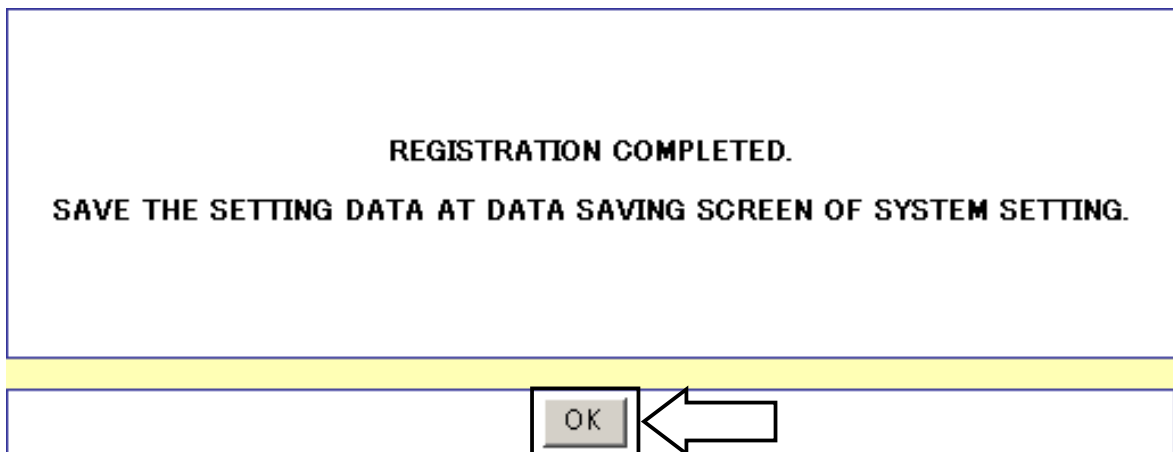 REGISTRATION COMPLETED.
SAVE THE SETTING DATA AT DATA SAVING SCREEN OF SYSTEM SETTING.
OK